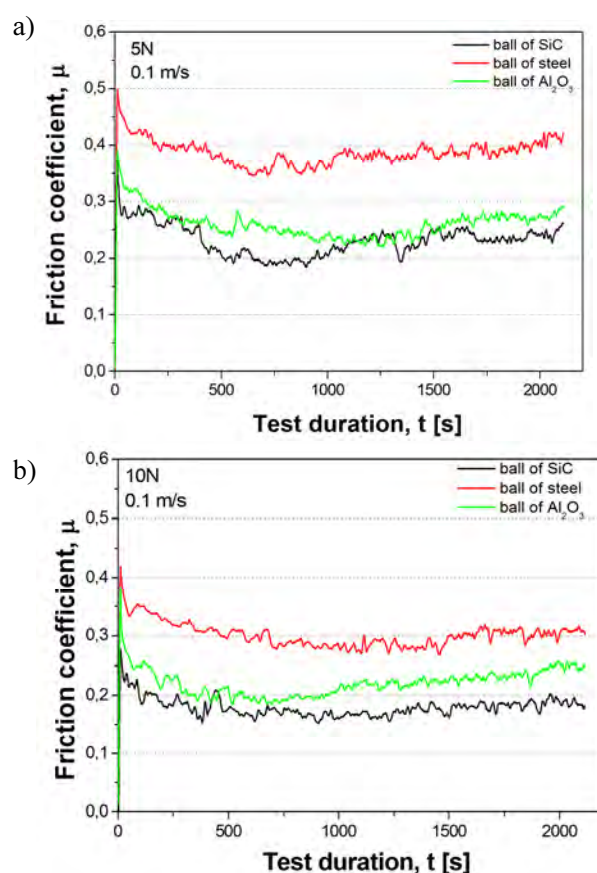 a)
0,6
5N
0.1 m/s
ball of SiC
ball of steel
ball of Al₂O₃
0,5
0,4
0,3
0,2
0,1
0,0
Friction coefficient, μ
0 500 1000 1500 2000
Test duration, t [s]
b)
0,6
10N
0.1 m/s
ball of SiC
ball of steel
ball of Al₂O₃
0,5
0,4
0,3
0,2
0,1
0,0
Friction coefficient, μ
0 500 1000 1500 2000
Test duration, t [s]